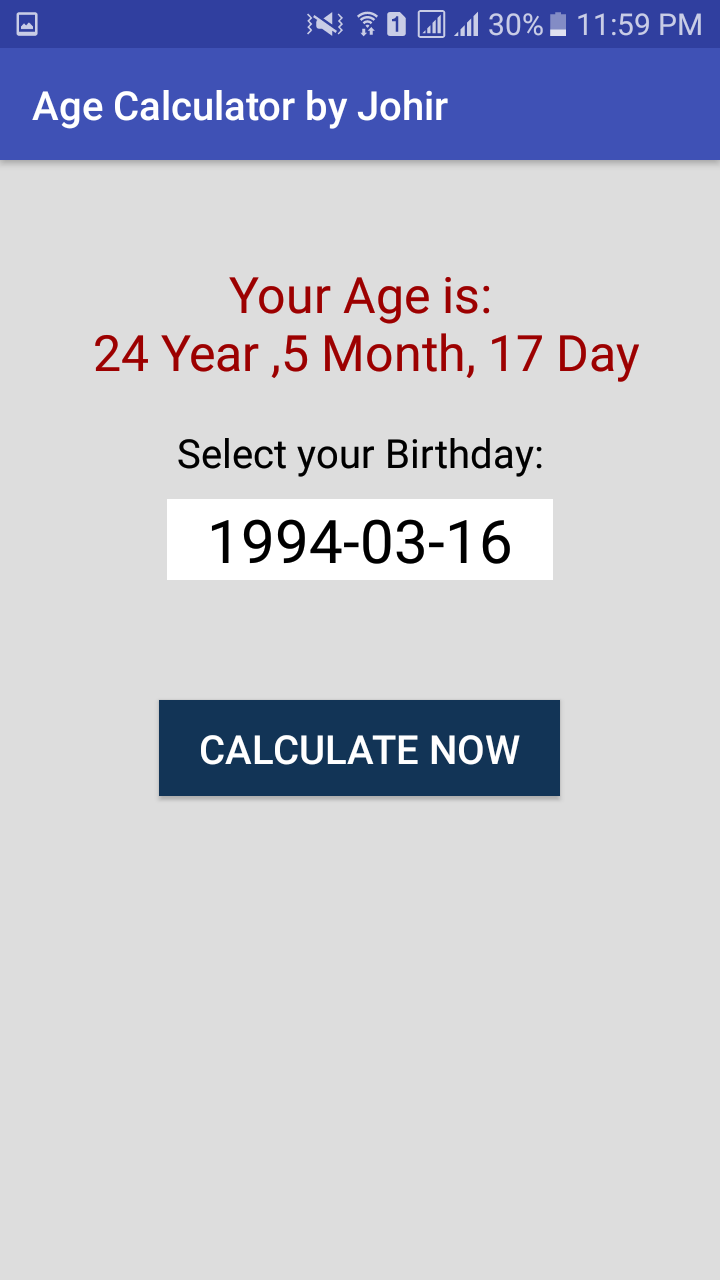 1 30% 11:59 PM
Age Calculator by Johir
Your Age is:
24 Year ,5 Month, 17 Day
Select your Birthday:
1994-03-16
CALCULATE NOW